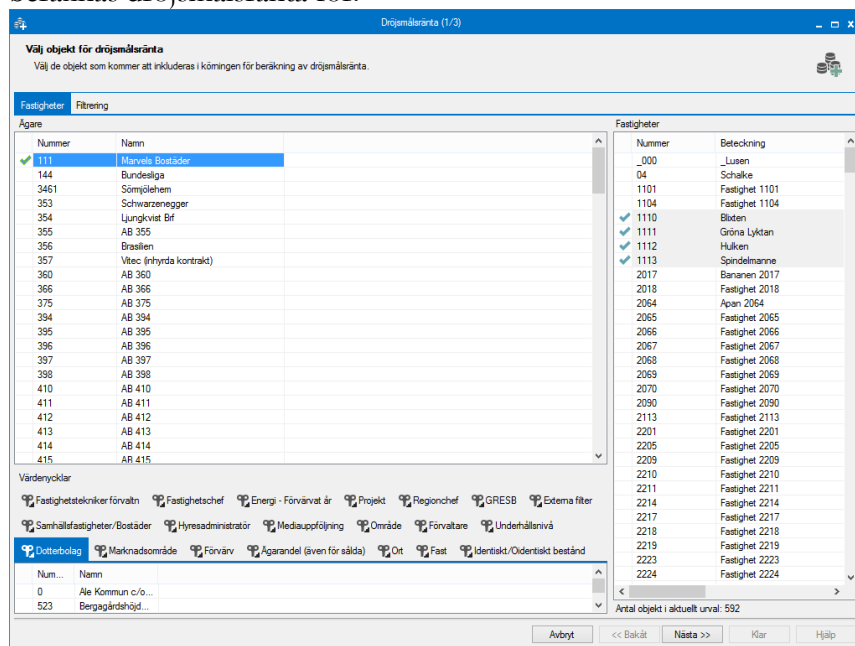 beräknas dröjsmålsränta för.
Dröjsmålsränta (1/3)
Välj objekt för dröjsmålsränta
Välj de objekt som kommer att inkluderas i körningen för beräkning av dröjsmålsränta.
Fastigheter Filtrering
Ägare
Nummer Namn
111 Marvels Bostäder
144 Bundesliga
3461 Sörmjölehem
353 Schwarzenegger
354 Ljungkvist Brf
355 AB 355
356 Brasilien
357 Vitec (inhyrda kontrakt)
360 AB 360
366 AB 366
375 AB 375
394 AB 394
395 AB 395
396 AB 396
397 AB 397
398 AB 398
410 AB 410
411 AB 411
412 AB 412
413 AB 413
414 AB 414
415 AB 415
Fastigheter
Nummer Beteckning
_000 _Lusen
04 Schalke
1101 Fastighet 1101
1104 Fastighet 1104
1110 Blixten
1111 Gröna Lyktan
1112 Hulken
1113 Spindelmanne
2017 Bananen 2017
2018 Fastighet 2018
2064 Apan 2064
2065 Fastighet 2065
2066 Fastighet 2066
2067 Fastighet 2067
2068 Fastighet 2068
2069 Fastighet 2069
2070 Fastighet 2070
2090 Fastighet 2090
2113 Fastighet 2113
2201 Fastighet 2201
2205 Fastighet 2205
2209 Fastighet 2209
2210 Fastighet 2210
2211 Fastighet 2211
2214 Fastighet 2214
2217 Fastighet 2217
2218 Fastighet 2218
2219 Fastighet 2219
2223 Fastighet 2223
2224 Fastighet 2224
Antal objekt i aktuellt urval: 592
Värdenycklar
Fastighetstekniker förvaltn Fastighetschef Energi - Förvärvat år Projekt Regionchef GRESB Externa filter
Samhällsfastigheter/Bostäder Hyresadministratör Mediauppföljning Område Förvaltare Underhållsnivå
Dotterbolag Marknadsområde Förvärv Ägarandel (även för sålda) Ort Fast Identiskt/Oidentiskt bestånd
Num... Namn
0 Ale Kommun c/o...
523 Bergagårdshöjd...
Avbryt << Bakåt Nästa >> Klar Hjälp